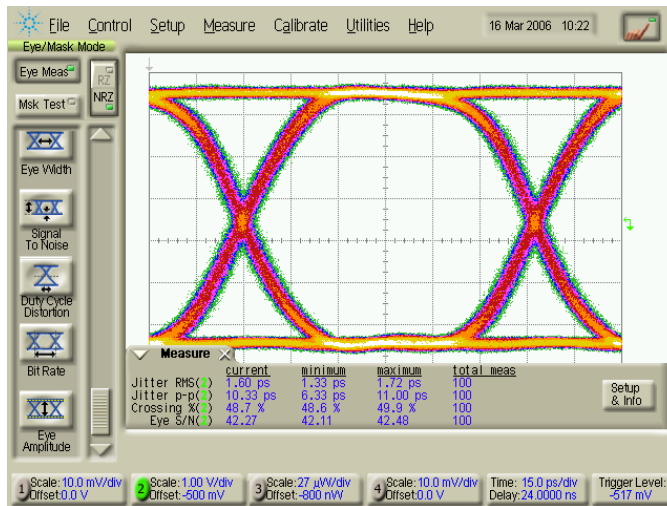 File Control Setup Measure Calibrate Utilities Help 16 Mar 2006 10:22
Eye/Mask Mode
Eye Meas
RZ
Msk Test
NRZ
Eye Width
Signal
To Noise
Duty Cycle
Distortion
Bit Rate
Eye
Amplitude
Measure
current minimum maximum total meas
Jitter RMS(2) 1.60 ps 1.33 ps 1.72 ps 100
Jitter p-p(2) 10.33 ps 6.33 ps 11.00 ps 100
Crossing %(2) 48.7 % 48.6 % 49.9 % 100
Eye S/N(2) 42.27 42.11 42.48 100
Setup
& Info
1 Scale:10.0 mV/div
Offset:0.0 V
2 Scale:1.00 V/div
Offset:-500 mV
3 Scale:27 µW/div
Offset:-800 nW
4 Scale:10.0 mV/div
Offset:0.0 V
Time: 15.0 ps/div
Delay:24.0000 ns
Trigger Level:
-517 mV